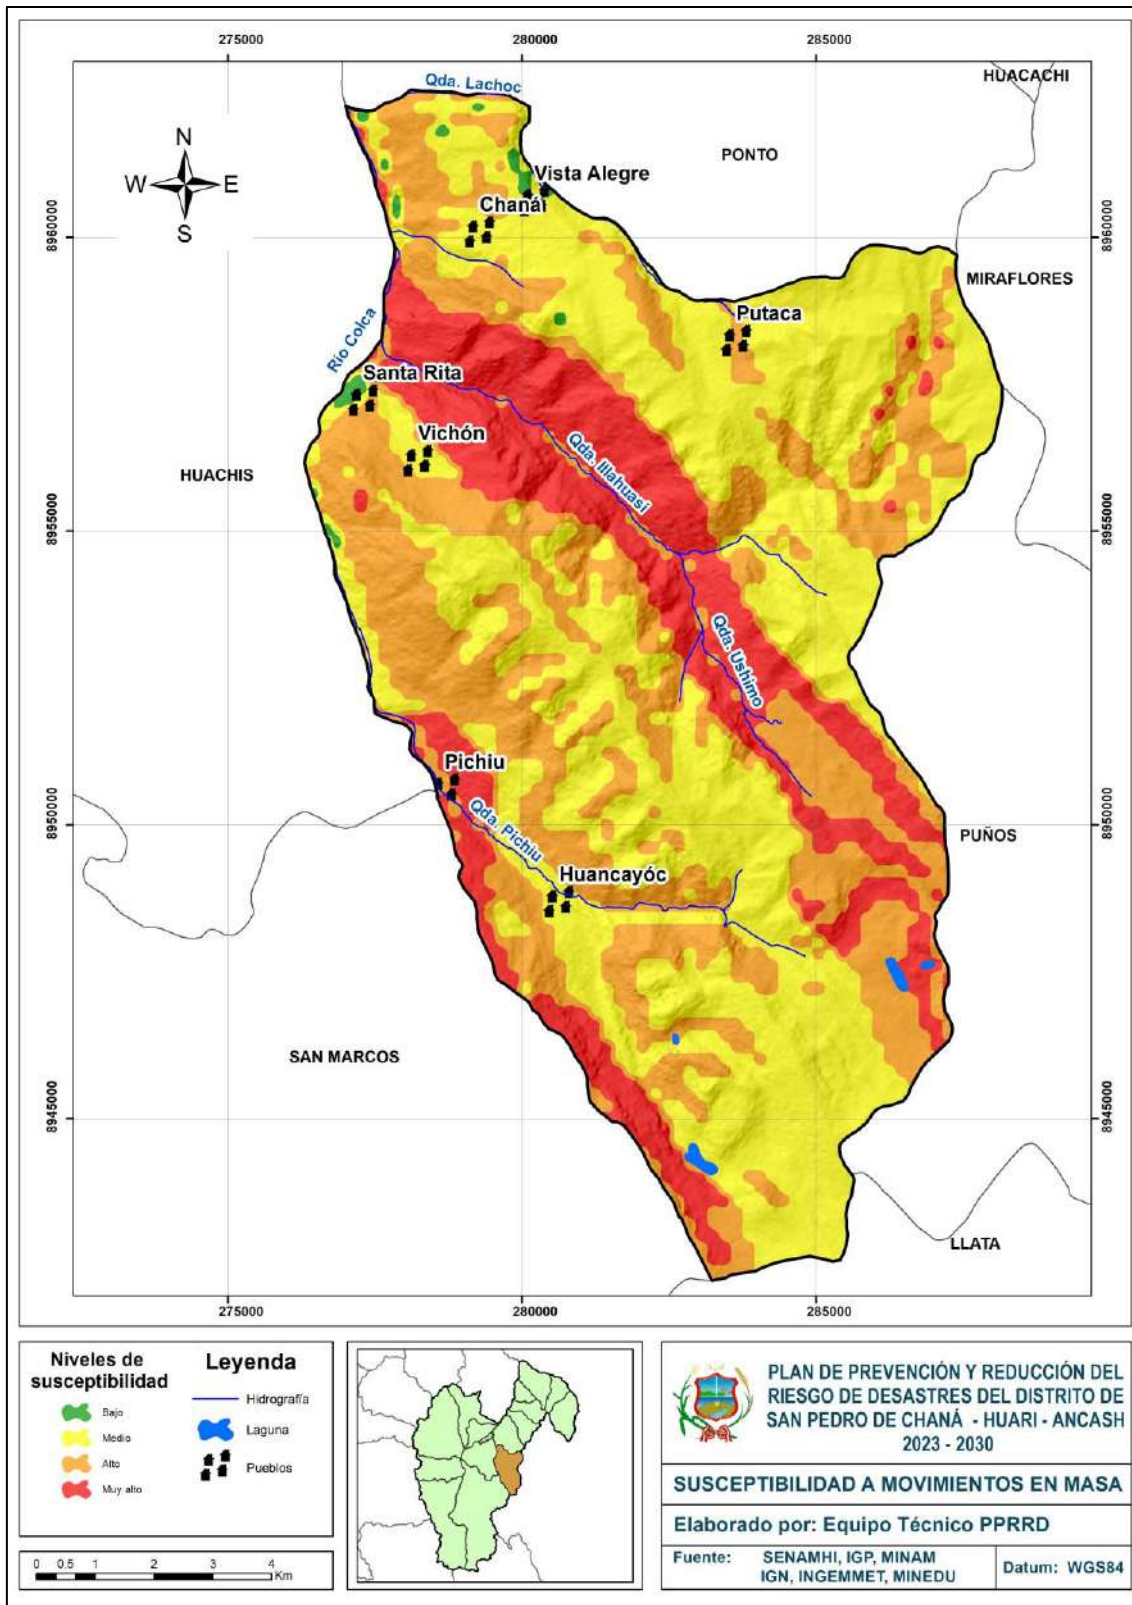 275000
280000
285000
Qda. Lachoc
HUACACHI
N
W
E
S
PONTO
Vista Alegre
Chaná
8960000
8960000
MIRAFLORES
Río Colca
Putaca
Santa Rita
Vichón
HUACHIS
Qda. Illahuasi
8955000
8955000
Qda. Ushimo
Pichiu
Qda. Pichiu
8950000
8950000
PUÑOS
Huancayóc
SAN MARCOS
8945000
8945000
LLATA
275000
280000
285000
Niveles de
susceptibilidad
Bajo
Medio
Alto
Muy alto
Leyenda
Hidrografía
Laguna
Pueblos
0 0.5 1 2 3 4
Km
PLAN DE PREVENCIÓN Y REDUCCIÓN DEL
RIESGO DE DESASTRES DEL DISTRITO DE
SAN PEDRO DE CHANÁ - HUARI - ANCASH
2023 - 2030
SUSCEPTIBILIDAD A MOVIMIENTOS EN MASA
Elaborado por: Equipo Técnico PPRRD
Fuente: SENAMHI, IGP, MINAM
IGN, INGEMMET, MINEDU
Datum: WGS84